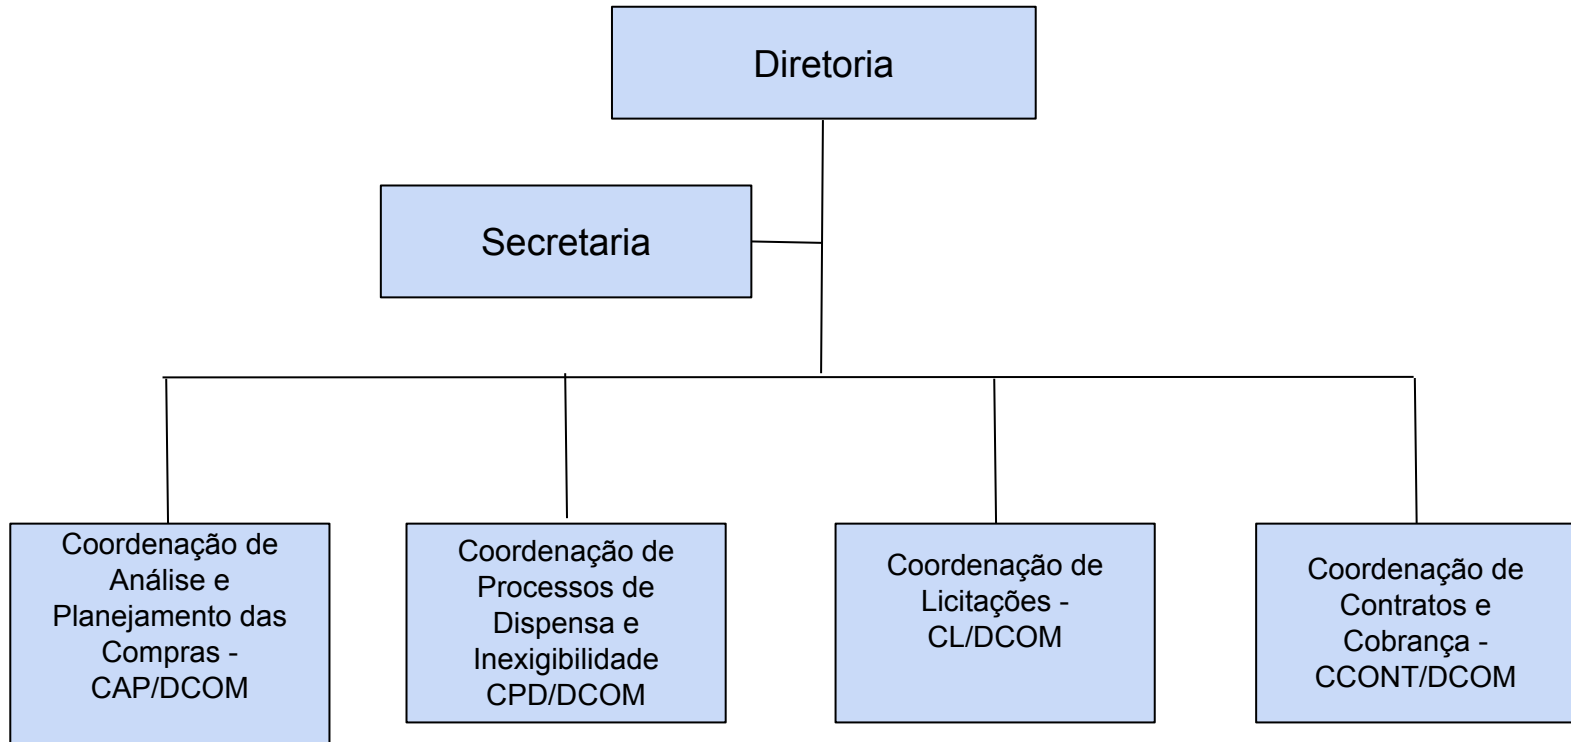 Diretoria
Secretaria
Coordenação de
Análise e
Planejamento das
Compras -
CAP/DCOM
Coordenação de
Processos de
Dispensa e
Inexigibilidade
CPD/DCOM
Coordenação de
Licitações -
CL/DCOM
Coordenação de
Contratos e
Cobrança -
CCONT/DCOM